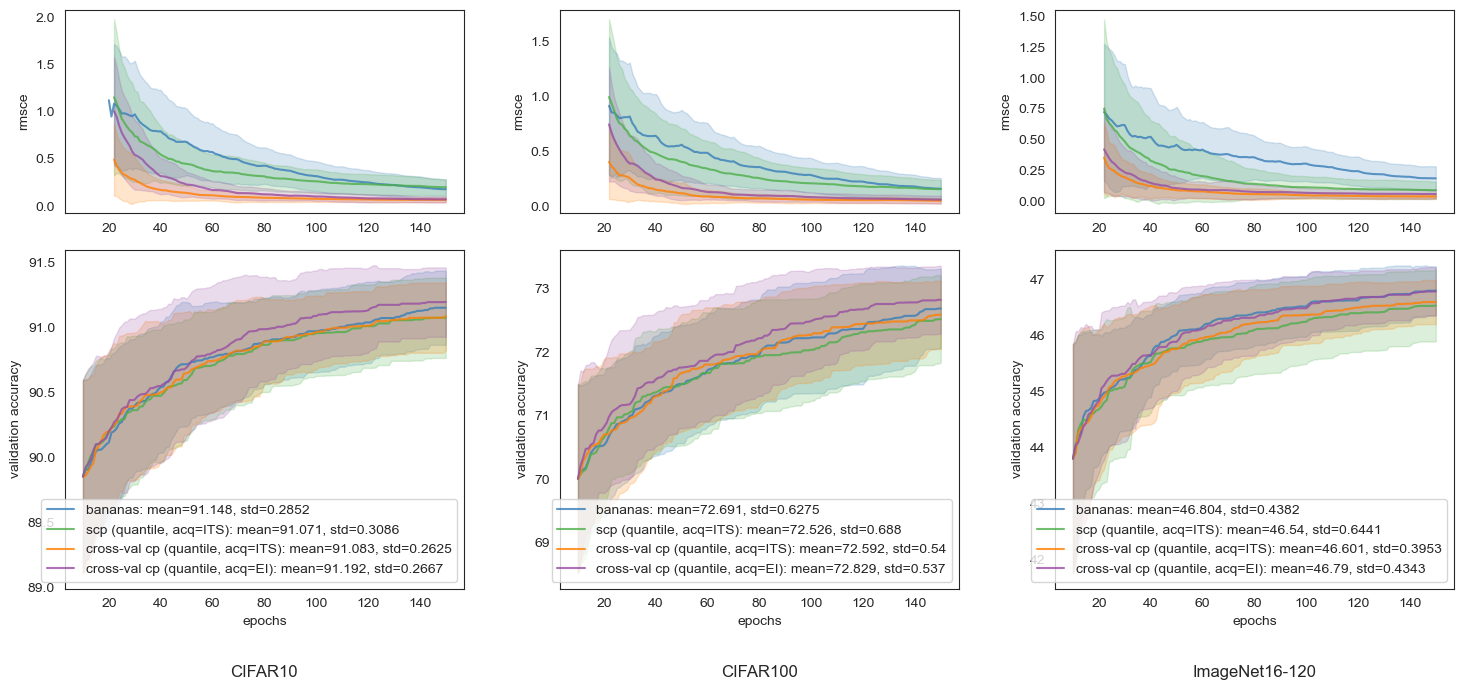 2.0
1.5
1.0
0.5
0.0
rmsce
20 40 60 80 100 120 140
1.5
1.0
0.5
0.0
rmsce
20 40 60 80 100 120 140
1.50
1.25
1.00
0.75
0.50
0.25
0.00
rmsce
20 40 60 80 100 120 140
91.5
91.0
90.5
90.0
89.5
89.0
validation accuracy
bananas: mean=91.148, std=0.2852
scp (quantile, acq=ITS): mean=91.071, std=0.3086
cross-val cp (quantile, acq=ITS): mean=91.083, std=0.2625
cross-val cp (quantile, acq=EI): mean=91.192, std=0.2667
20 40 60 80 100 120 140
epochs
73
72
71
70
69
validation accuracy
bananas: mean=72.691, std=0.6275
scp (quantile, acq=ITS): mean=72.526, std=0.688
cross-val cp (quantile, acq=ITS): mean=72.592, std=0.54
cross-val cp (quantile, acq=EI): mean=72.829, std=0.537
20 40 60 80 100 120 140
epochs
47
46
45
44
43
42
validation accuracy
bananas: mean=46.804, std=0.4382
scp (quantile, acq=ITS): mean=46.54, std=0.6441
cross-val cp (quantile, acq=ITS): mean=46.601, std=0.3953
cross-val cp (quantile, acq=EI): mean=46.79, std=0.4343
20 40 60 80 100 120 140
epochs
CIFAR10
CIFAR100
ImageNet16-120